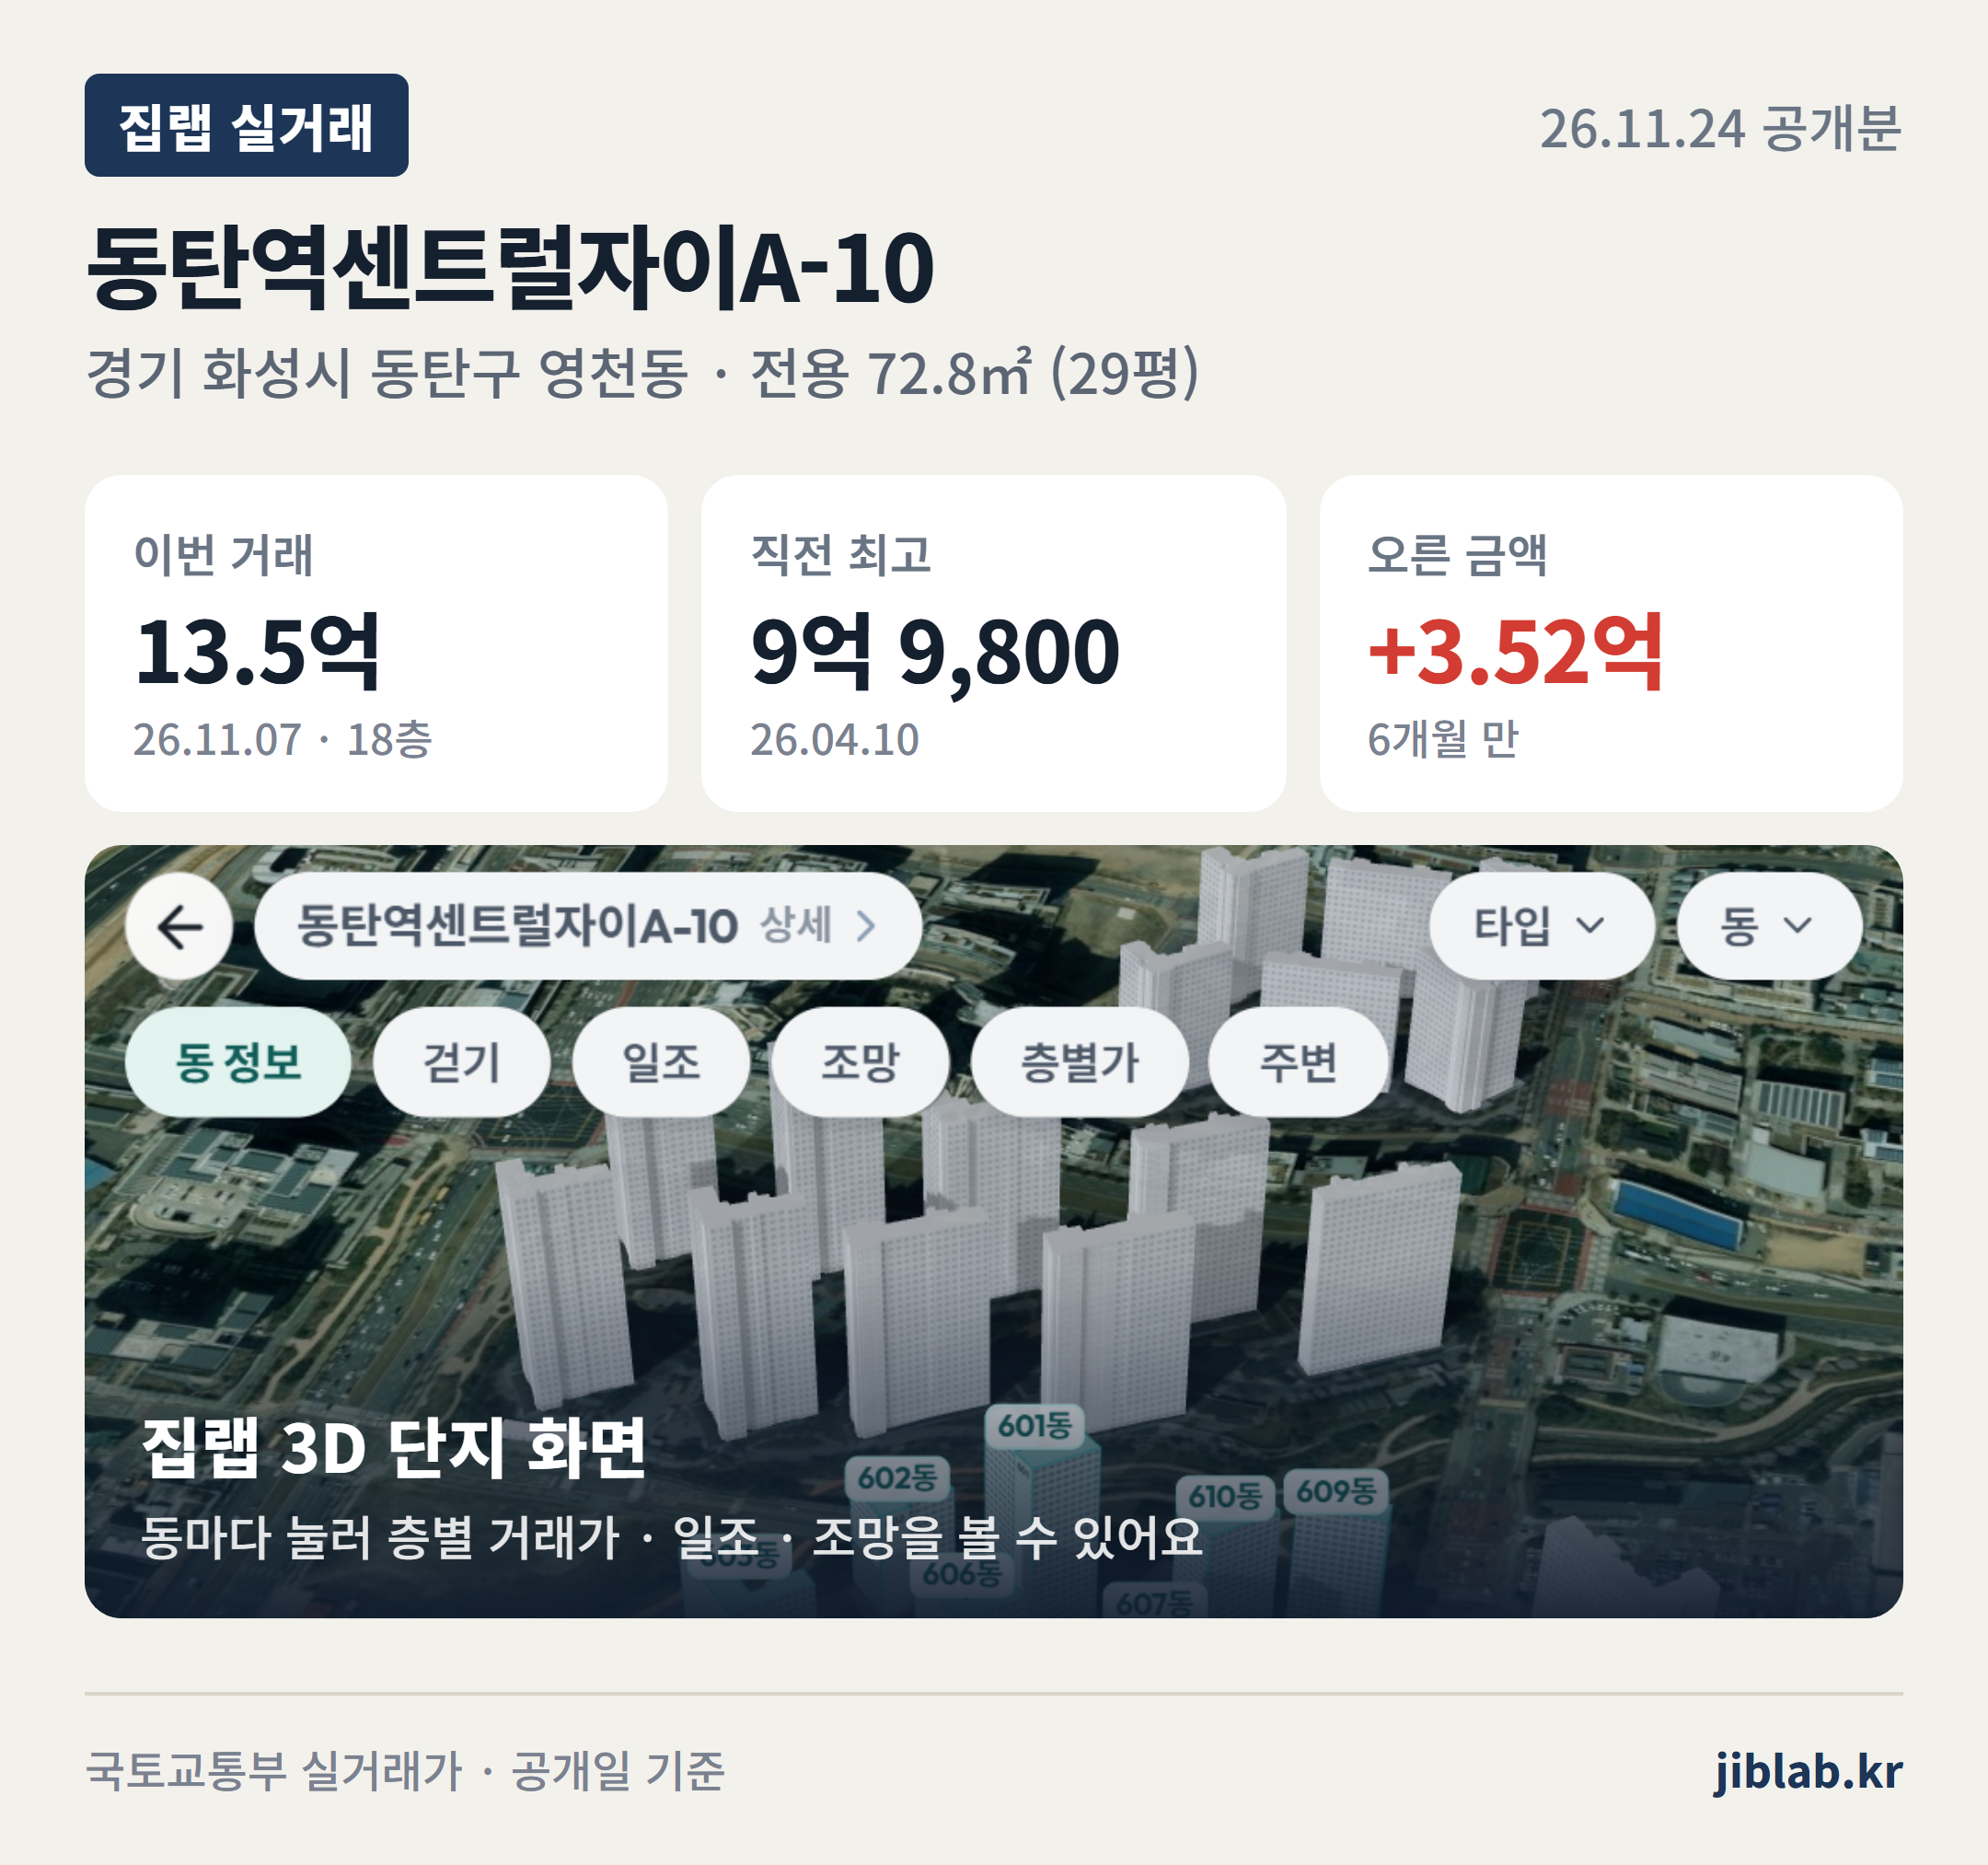 집랩 실거래
26.11.24 공개분
동탄역센트럴자이A-10
경기 화성시 동탄구 영천동 · 전용 72.8㎡ (29평)
이번 거래
13.5억
26.11.07 · 18층
직전 최고
9억 9,800
26.04.10
오른 금액
+3.52억
6개월 만
동탄역센트럴자이A-10 상세
타입
동
동 정보
걷기
일조
조망
층별가
주변
601동
602동
610동
609동
집랩 3D 단지 화면
동마다 눌러 층별 거래가 · 일조 · 조망을 볼 수 있어요
606동
607동
국토교통부 실거래가 · 공개일 기준
jiblab.kr